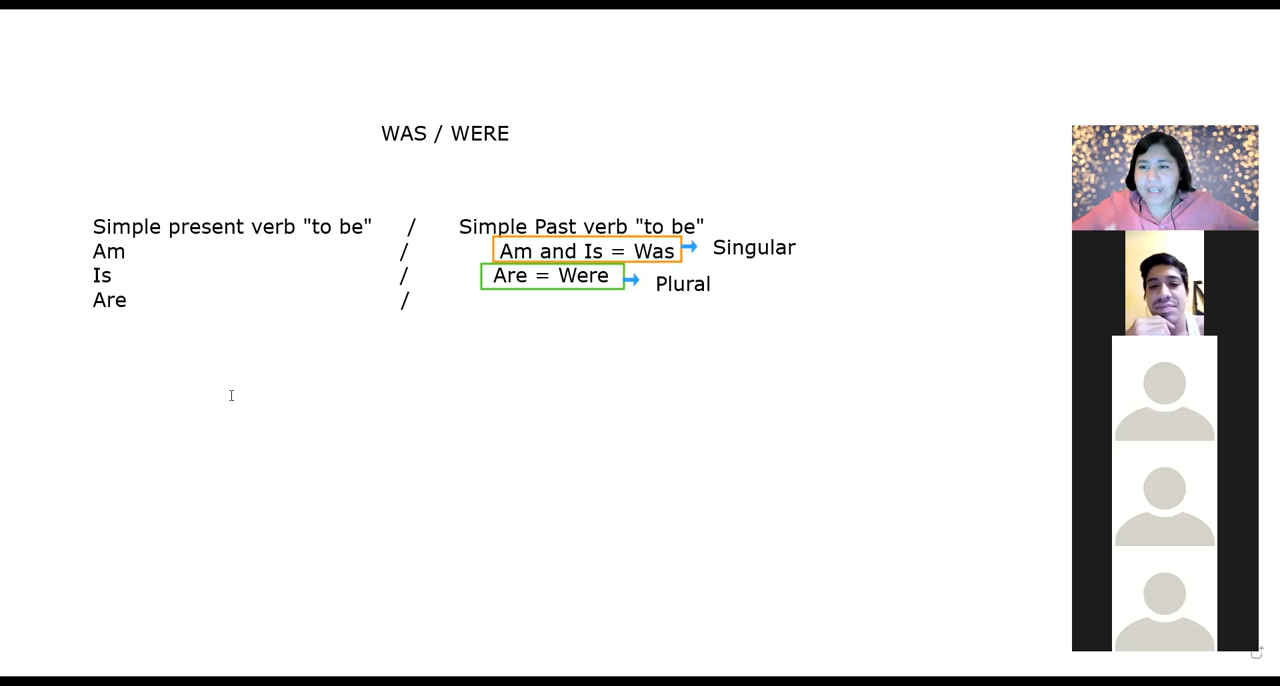 WAS / WERE
Simple present verb "to be" / Simple Past verb "to be"
Am / Am and Is = Was Singular
Is / Are = Were Plural
Are /